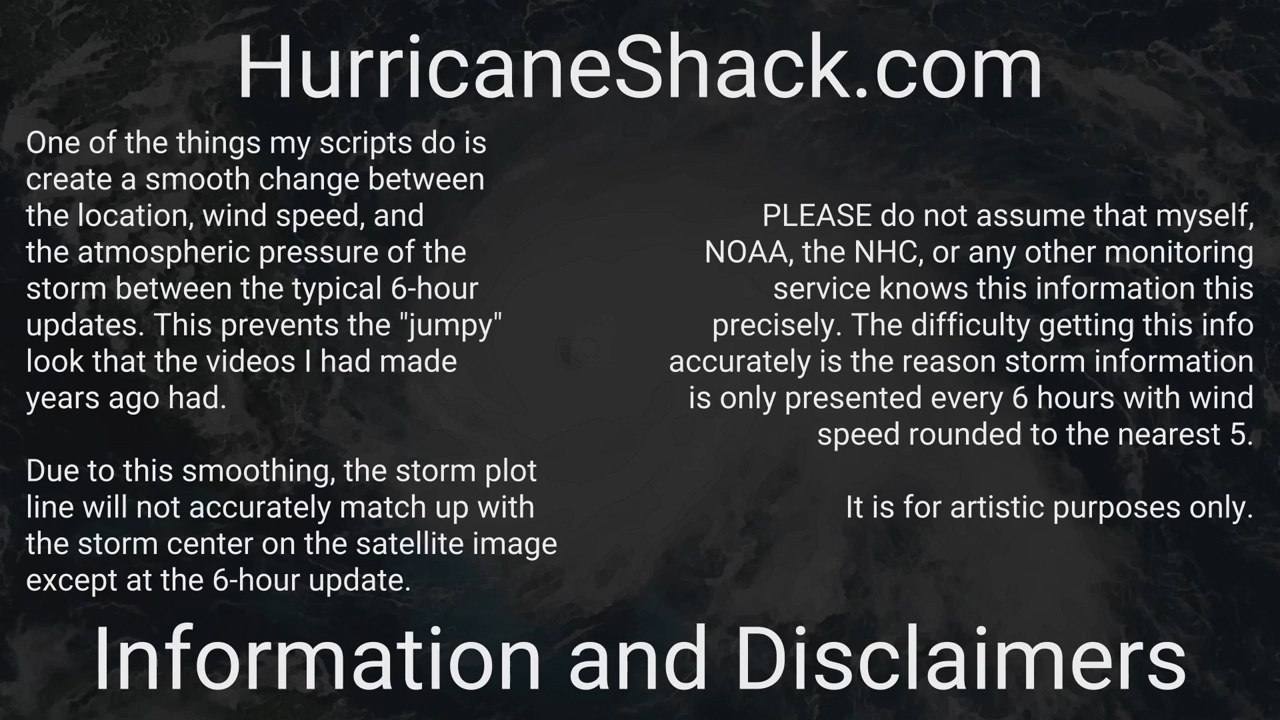 HurricaneShack.com
One of the things my scripts do is
create a smooth change between
the location, wind speed, and
the atmospheric pressure of the
storm between the typical 6-hour
updates. This prevents the "jumpy"
look that the videos I had made
years ago had.
Due to this smoothing, the storm plot
line will not accurately match up with
the storm center on the satellite image
except at the 6-hour update.
PLEASE do not assume that myself,
NOAA, the NHC, or any other monitoring
service knows this information this
precisely. The difficulty getting this info
accurately is the reason storm information
is only presented every 6 hours with wind
speed rounded to the nearest 5.
It is for artistic purposes only.
Information and Disclaimers